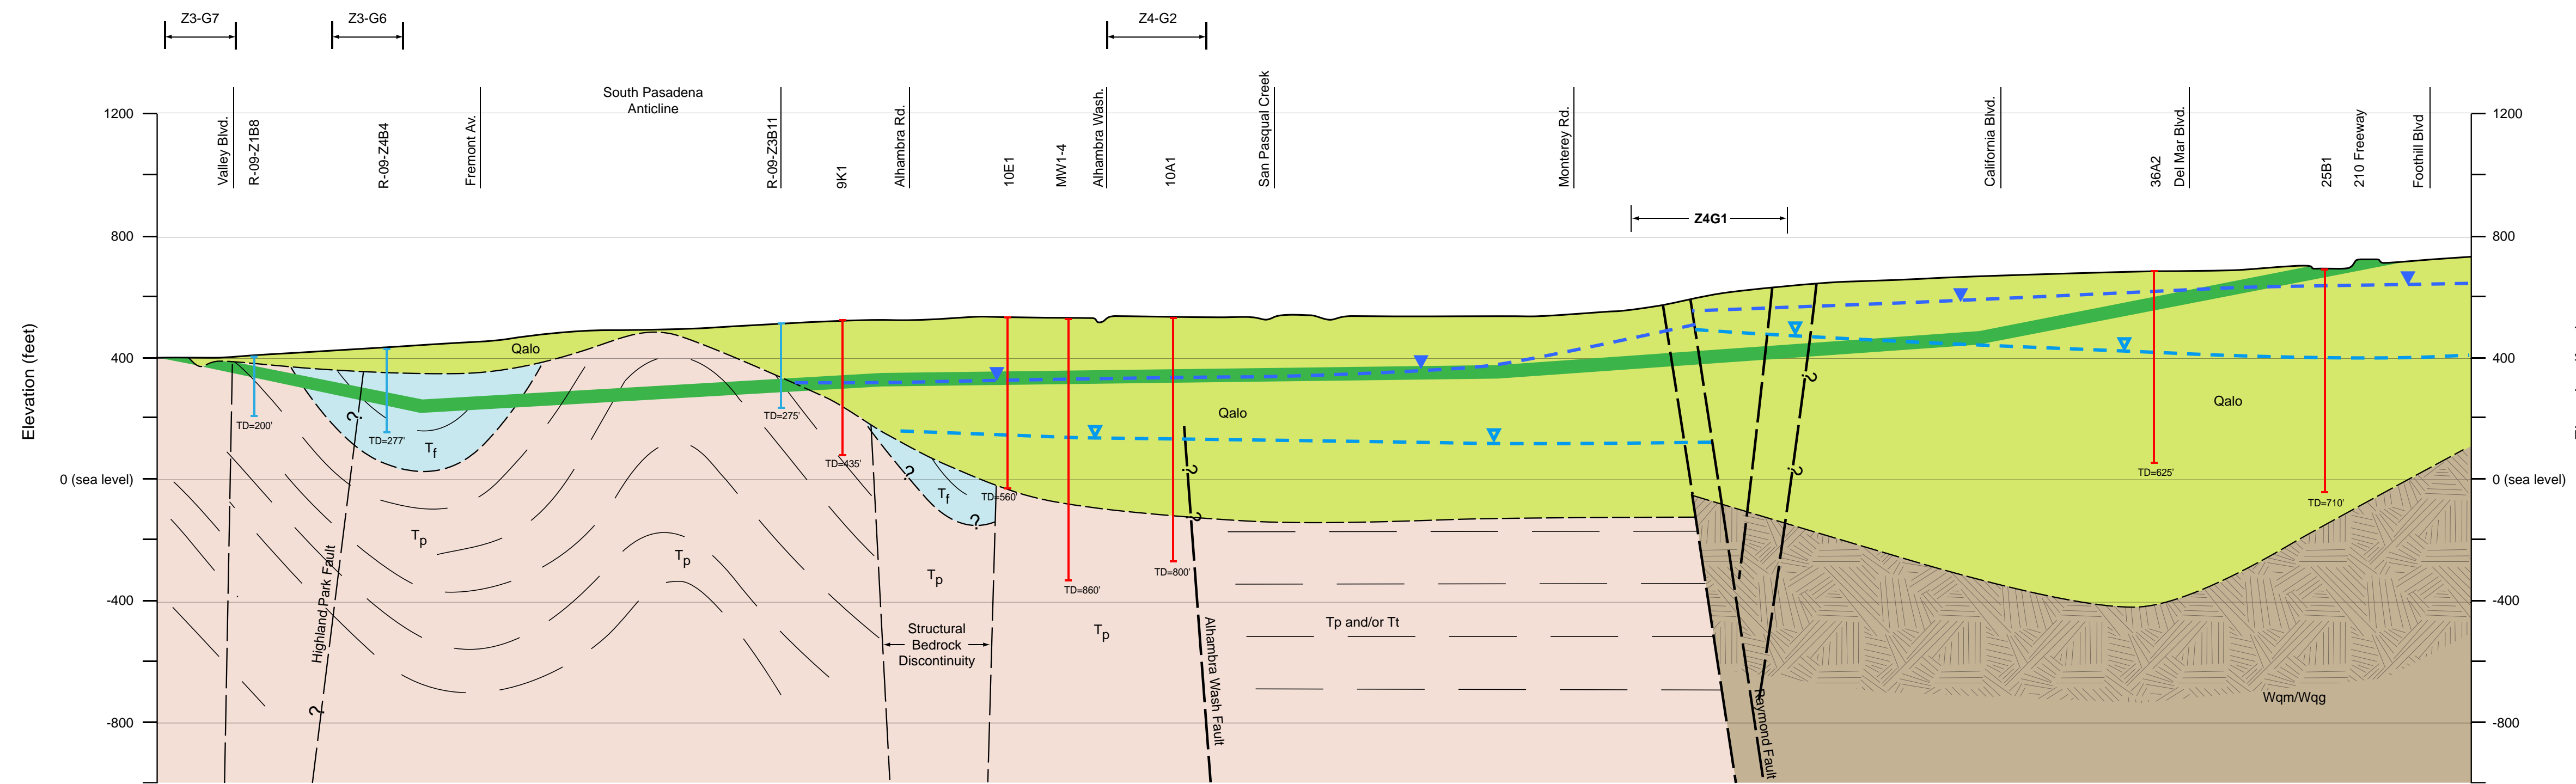 Z3-G7
Z3-G6
Z4-G2
Valley Blvd.
R-09-Z1B8
R-09-Z4B4
Fremont Av.
South Pasadena
Anticline
R-09-Z3B11
9K1
Alhambra Rd.
10E1
MW1-4
Alhambra Wash.
10A1
San Pasqual Creek
Monterey Rd.
California Blvd.
36A2
Del Mar Blvd.
25B1
210 Freeway
Foothill Blvd
Z4G1
Elevation (feet)
1200
800
400
0 (sea level)
-400
-800
1200
800
400
0 (sea level)
-400
-800
Qalo
Qalo
Qalo
TD=200'
TD=277'
TD=275'
TD=435'
TD=560'
TD=860'
TD=800'
TD=625'
TD=710'
?
?
?
?
?
?
?
?
Tf
Tf
Tp
Tp
Tp
Tp
Tp and/or Tt
Wqm/Wqg
Highland Park Fault
Structural
Bedrock
Discontinuity
Alhambra Wash Fault
Raymond Fault